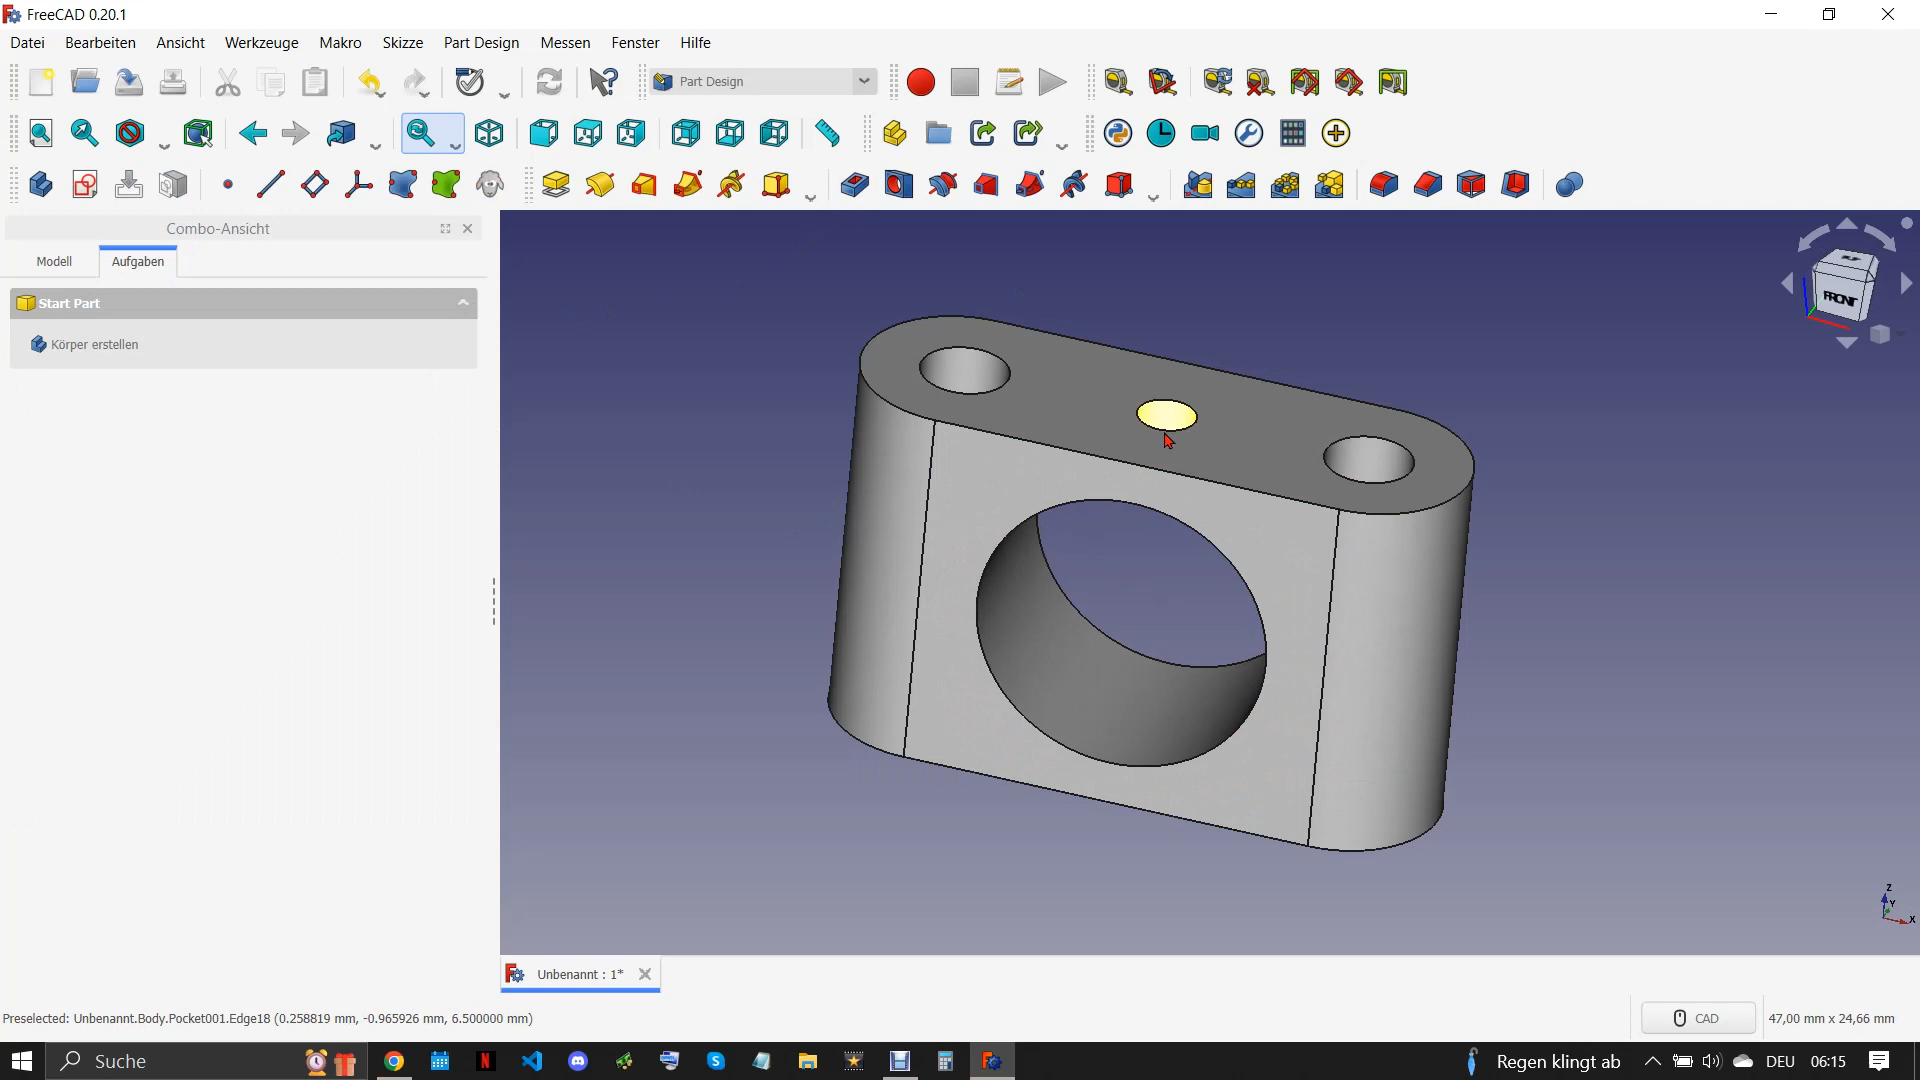 FreeCAD 0.20.1
Datei Bearbeiten Ansicht Werkzeuge Makro Skizze Part Design Messen Fenster Hilfe
Part Design
Combo-Ansicht
Modell Aufgaben
Start Part
Körper erstellen
FRONT
Z
Y
X
Unbenannt : 1*
Preselected: Unbenannt.Body.Pocket001.Edge18 (0.258819 mm, -0.965926 mm, 6.500000 mm)
CAD 47,00 mm x 24,66 mm
Suche
Regen klingt ab DEU 06:15